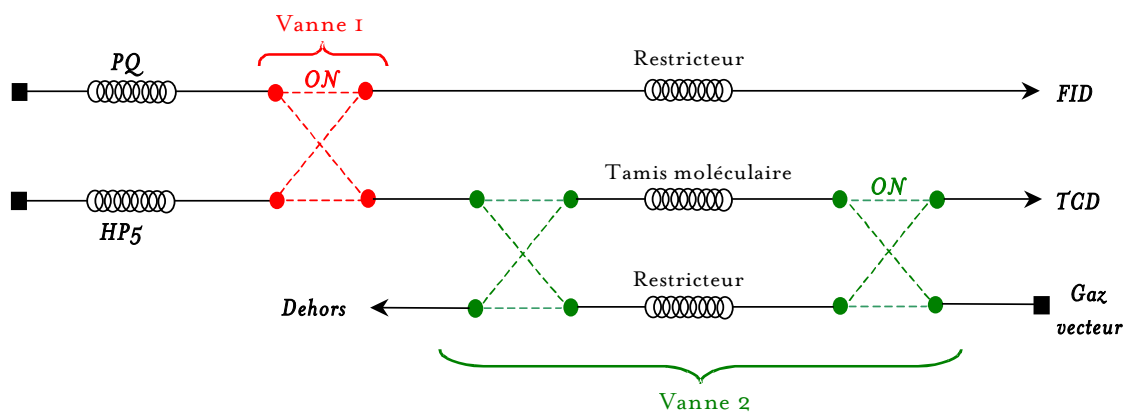 Vanne 1
PQ
ON
Restricteur
FID
HP5
Tamis moléculaire
ON
TCD
Dehors
Restricteur
Gaz
vecteur
Vanne 2